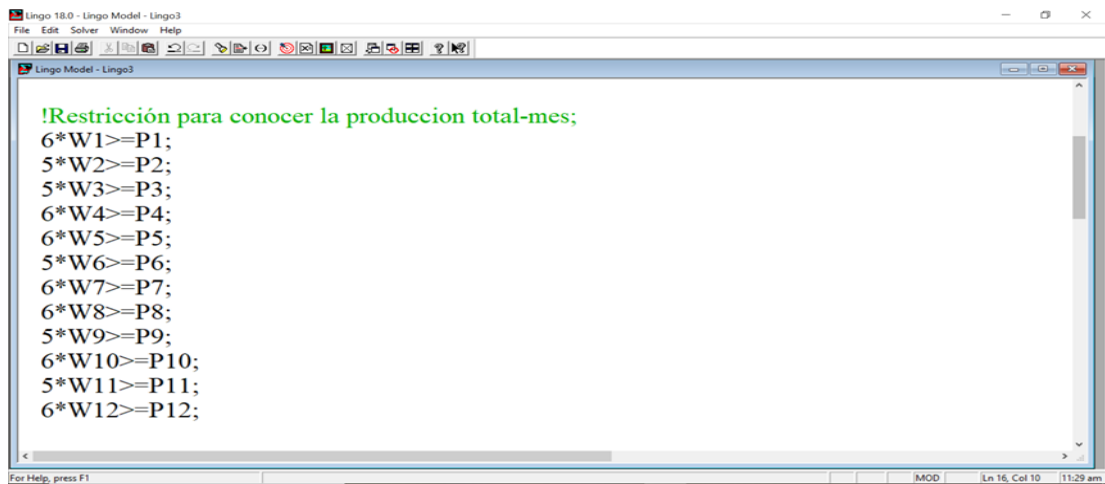 Lingo 18.0 - Lingo Model - Lingo3
File Edit Solver Window Help
Lingo Model - Lingo3
!Restricción para conocer la produccion total-mes;
6*W1>=P1;
5*W2>=P2;
5*W3>=P3;
6*W4>=P4;
6*W5>=P5;
5*W6>=P6;
6*W7>=P7;
6*W8>=P8;
5*W9>=P9;
6*W10>=P10;
5*W11>=P11;
6*W12>=P12;
For Help, press F1 MOD Ln 16, Col 10 11:29 am